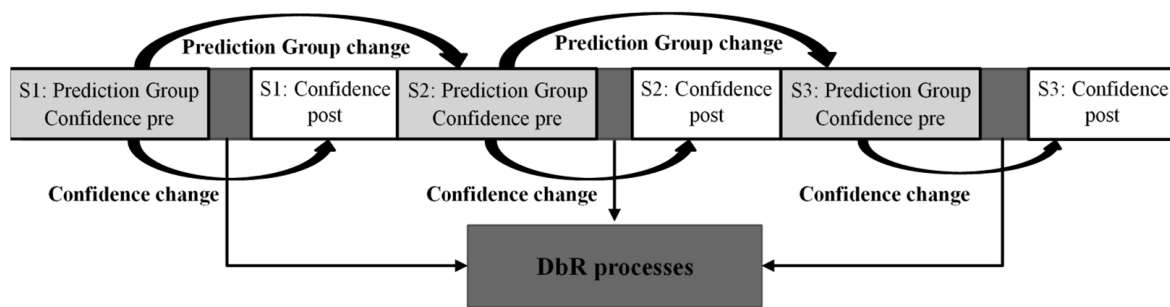 Prediction Group change
Prediction Group change
S1: Prediction Group
Confidence pre
S1: Confidence
post
S2: Prediction Group
Confidence pre
S2: Confidence
post
S3: Prediction Group
Confidence pre
S3: Confidence
post
Confidence change
Confidence change
Confidence change
DbR processes